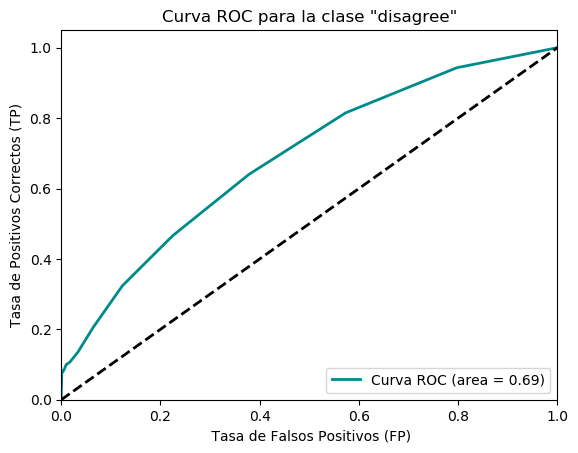 Curva ROC para la clase "disagree"
Tasa de Positivos Correctos (TP)
1.0
0.8
0.6
0.4
0.2
0.0
Curva ROC (area = 0.69)
0.0 0.2 0.4 0.6 0.8 1.0
Tasa de Falsos Positivos (FP)